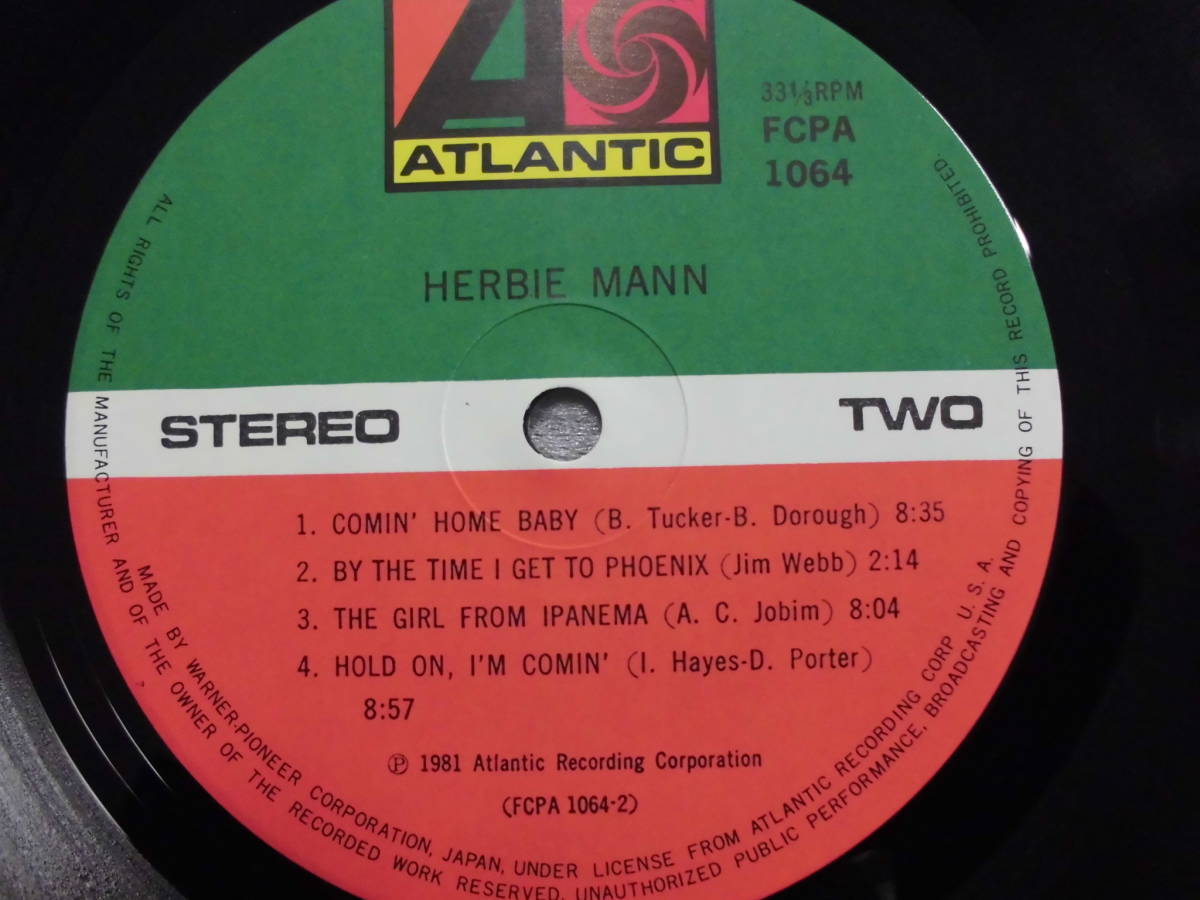 ATLANTIC
33⅓RPM
FCPA
1064
HERBIE MANN
STEREO
TWO
1. COMIN' HOME BABY (B. Tucker-B. Dorough) 8:35
2. BY THE TIME I GET TO PHOENIX (Jim Webb) 2:14
3. THE GIRL FROM IPANEMA (A. C. Jobim) 8:04
4. HOLD ON, I'M COMIN' (I. Hayes-D. Porter)
8:57
℗ 1981 Atlantic Recording Corporation
(FCPA 1064-2)
MADE BY WARNER-PIONEER CORPORATION, JAPAN, UNDER LICENSE FROM ATLANTIC RECORDING CORP U. S. A.
ALL RIGHTS OF THE MANUFACTURER AND OF THE OWNER OF THE RECORDED WORK RESERVED. UNAUTHORIZED PUBLIC PERFORMANCE, BROADCASTING AND COPYING OF THIS RECORD PROHIBITED.